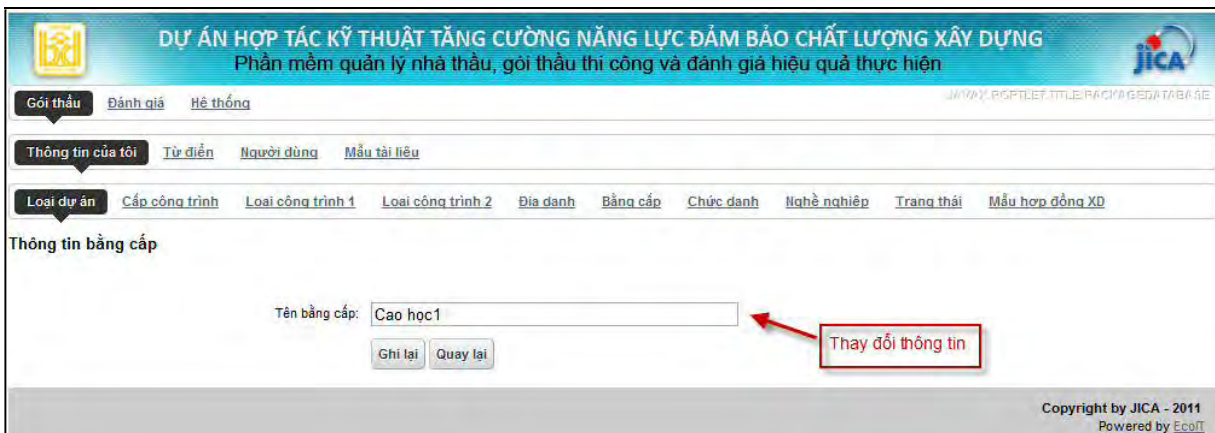 DỰ ÁN HỢP TÁC KỸ THUẬT TĂNG CƯỜNG NĂNG LỰC ĐẢM BẢO CHẤT LƯỢNG XÂY DỰNG
Phần mềm quản lý nhà thầu, gói thầu thi công và đánh giá hiệu quả thực hiện
jica
Gói thầu Đánh giá Hệ thống JAVAX.PORTLET.TITLE.PACKAGEDATABASE
Thông tin của tôi Từ điển Người dùng Mẫu tài liệu
Loại dự án Cấp công trình Loại công trình 1 Loại công trình 2 Địa danh Bằng cấp Chức danh Nghề nghiệp Trạng thái Mẫu hợp đồng XD
Thông tin bằng cấp
Tên bằng cấp: Cao học1
Thay đổi thông tin
Ghi lại Quay lại
Copyright by JICA - 2011
Powered by EcoIT